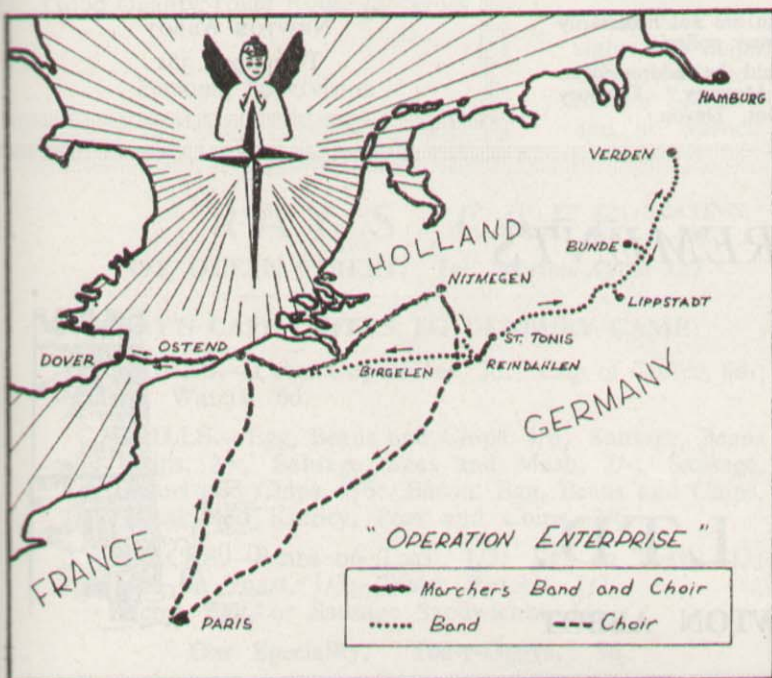 HAMBURG
VERDEN
HOLLAND
BUNDE
NITMEGEN
LIPPSTADT
OSTEND
ST. TONIS
DOVER
BIRGELEN
REINDAHLEN
GERMANY
FRANCE
"OPERATION ENTERPRISE"
Marchers Band and Choir
Band
Choir
PARIS